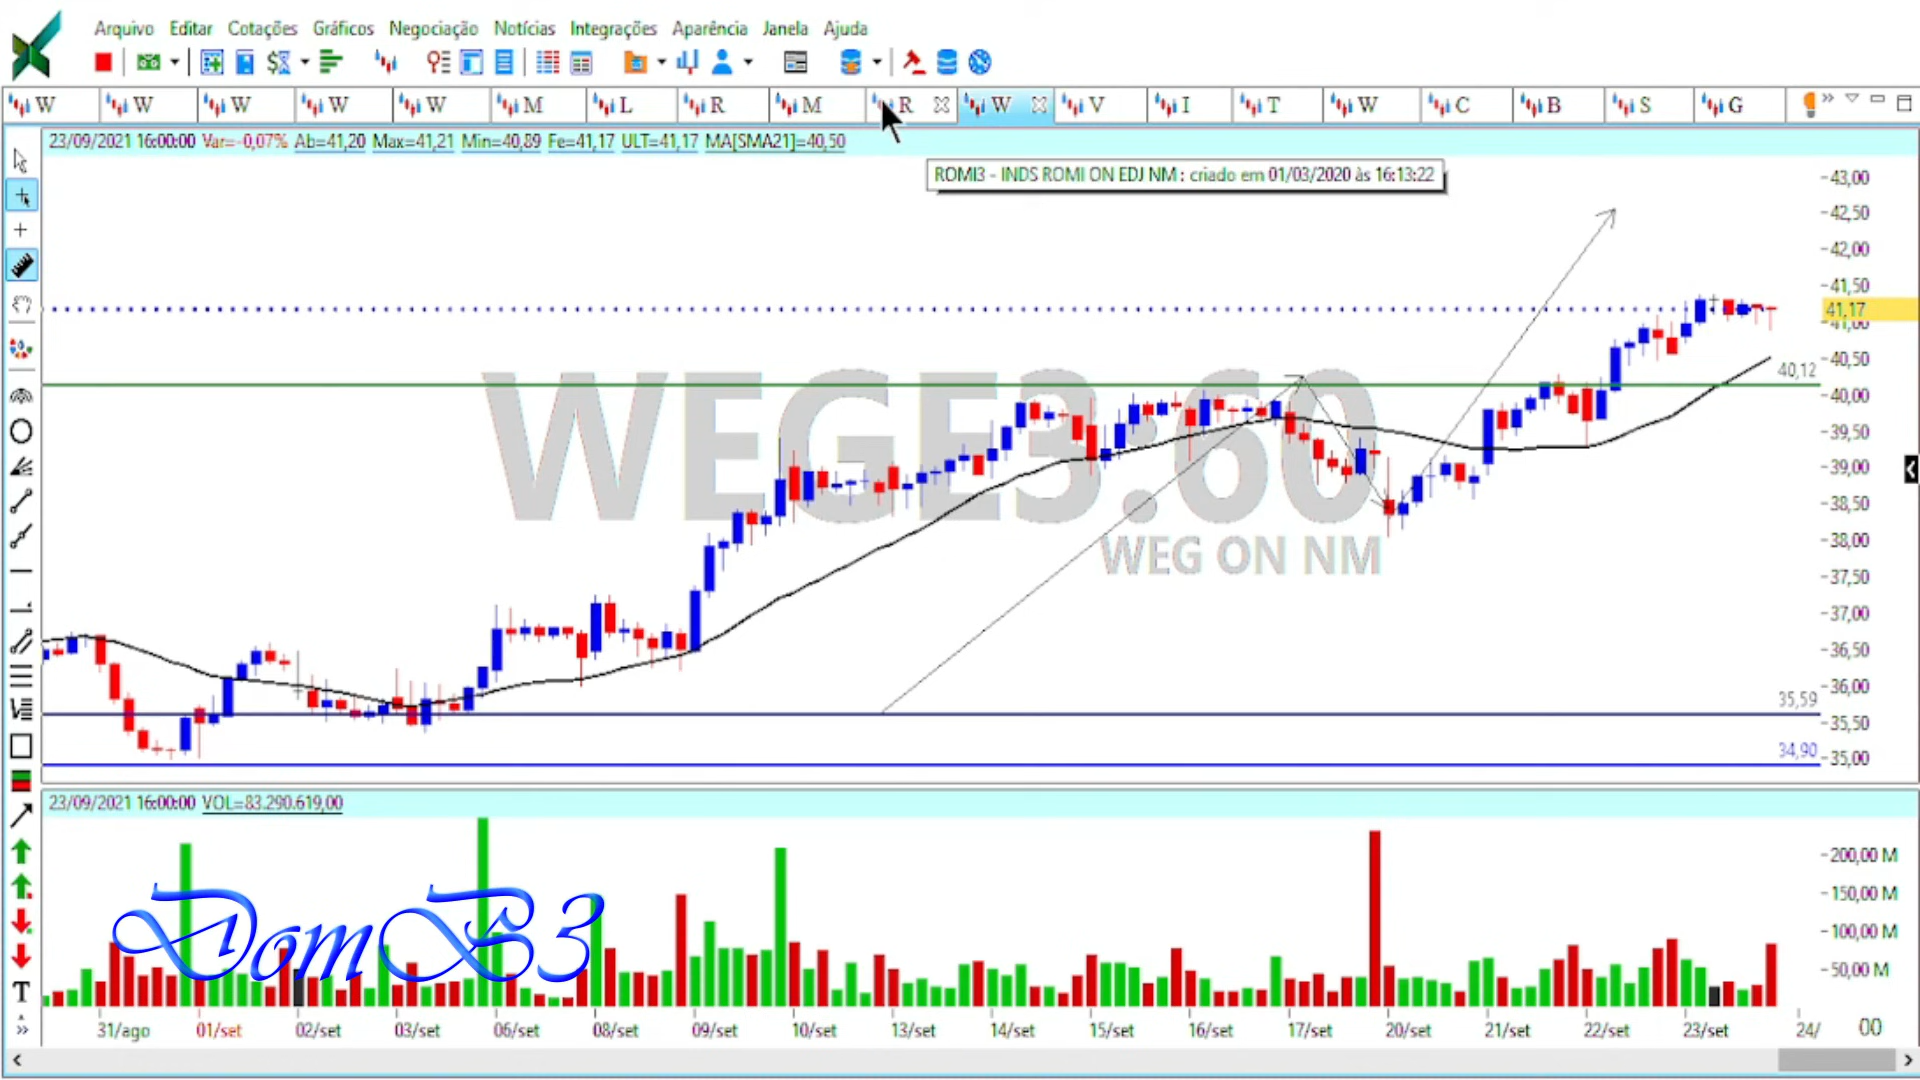 Arquivo Editar Cotações Gráficos Negociação Notícias Integrações Aparência Janela Ajuda
W W W W W M L R M R W V I T W C B S G
23/09/2021 16:00:00 Var=-0,07% Ab=41,20 Max=41,21 Min=40,89 Fe=41,17 ULT=41,17 MA[SMA21]=40,50
ROMI3 - INDS ROMI ON EDJ NM : criado em 01/03/2020 às 16:13:22
43,00
42,50
42,00
41,50
41,17
41,00
40,50
40,12
40,00
39,50
39,00
38,50
38,00
37,50
37,00
36,50
36,00
35,59
35,50
34,90
35,00
WEGE3:60
WEG ON NM
23/09/2021 16:00:00 VOL=83.290.619,00
200,00 M
150,00 M
100,00 M
50,00 M
DomB3
T
31/ago 01/set 02/set 03/set 06/set 08/set 09/set 10/set 13/set 14/set 15/set 16/set 17/set 20/set 21/set 22/set 23/set 24/ 00